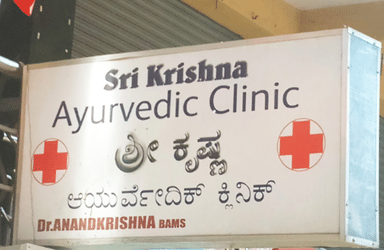 Sri Krishna
Ayurvedic Clinic
ಶ್ರೀ ಕೃಷ್ಣ
ಆಯುರ್ವೇದಿಕ್ ಕ್ಲಿನಿಕ್
Dr.ANANDKRISHNA BAMS